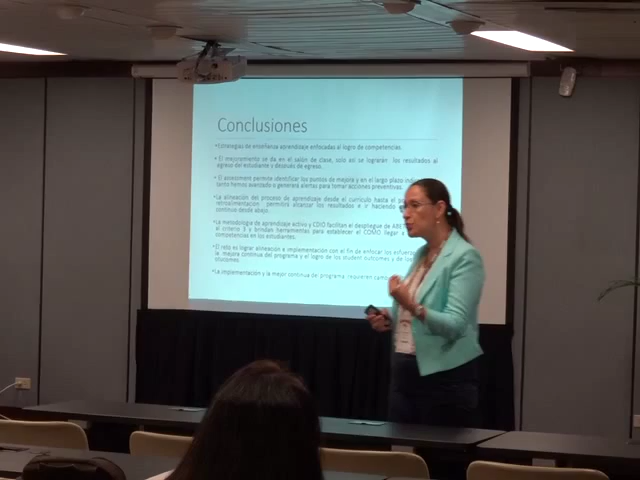 Conclusiones
• Estrategias de enseñanza aprendizaje enfocadas al logro de competencias.
• El mejoramiento se da en el salón de clase, solo así se lograrán los resultados al
egreso del estudiante y después de egreso.
• El assessment permite identificar los puntos de mejora y en el largo plazo
tanto hemos avanzado o generará alertas para tomar acciones preventivas.
• La alineación del proceso de aprendizaje desde el currículo hasta el
retroalimentación permitirá alcanzar los resultados e ir haciendo
continua desde abajo.
• La metodología de aprendizaje activo y CDIO facilitan el despliegue de ABET
el criterio 3 y brindan herramientas para establecer el COMO llegar
competencias en los estudiantes.
• El reto es lograr alineación e implementación con el fin de enfocar los
la mejora continua del programa y el logro de los student outcomes y de los
outcomes.
• La implementación y la mejor continua del programa requieren